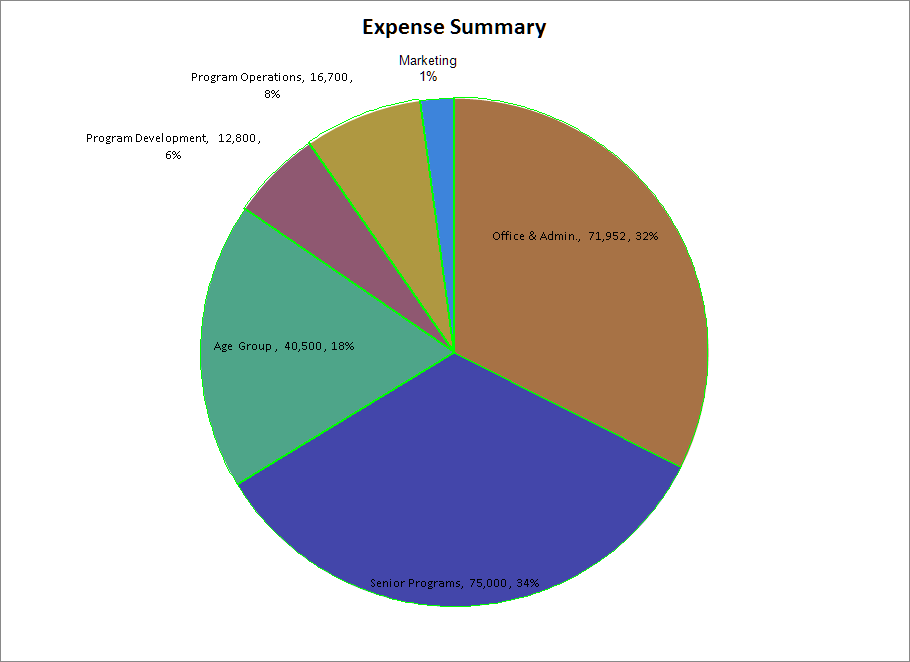 Expense Summary
Marketing
1%
Program Operations, 16,700,
8%
Program Development, 12,800,
6%
Office & Admin., 71,952, 32%
Age Group, 40,500, 18%
Senior Programs, 75,000, 34%